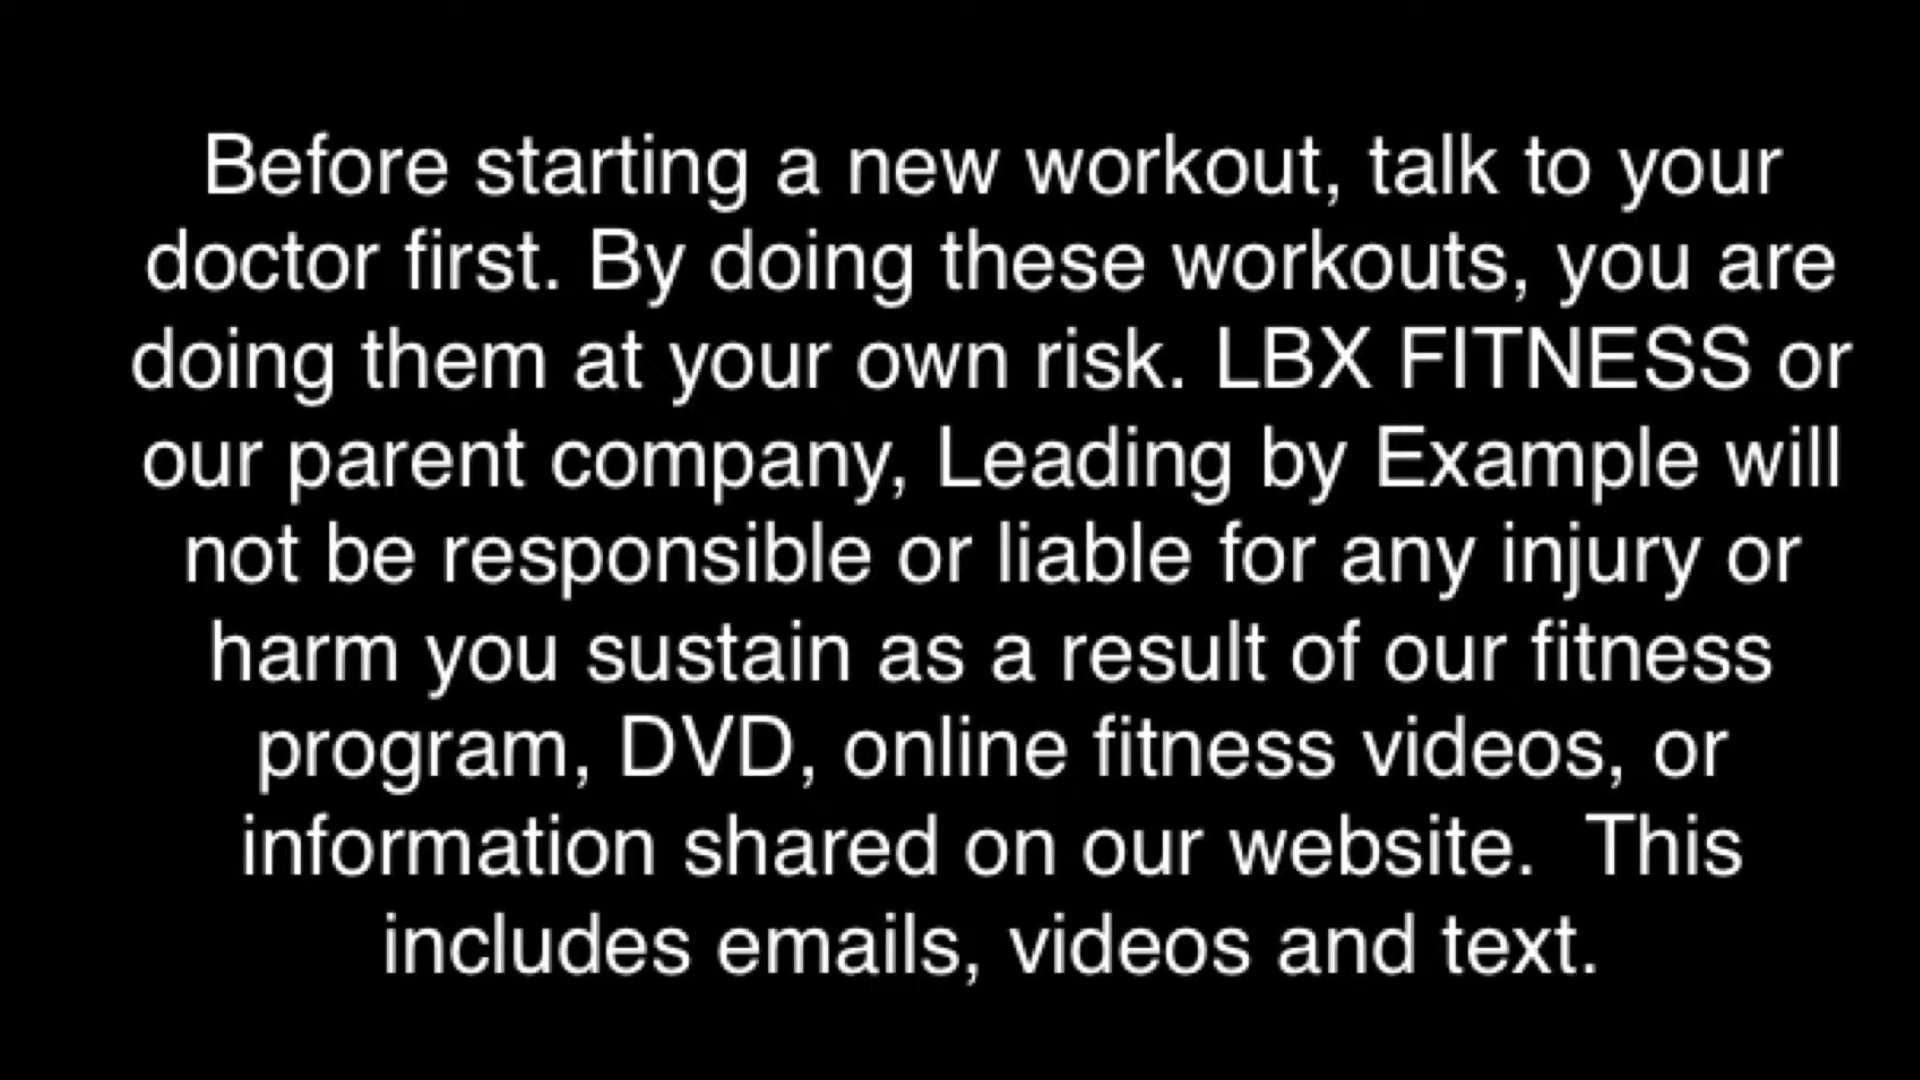 Before starting a new workout, talk to your
doctor first. By doing these workouts, you are
doing them at your own risk. LBX FITNESS or
our parent company, Leading by Example will
not be responsible or liable for any injury or
harm you sustain as a result of our fitness
program, DVD, online fitness videos, or
information shared on our website.  This
includes emails, videos and text.